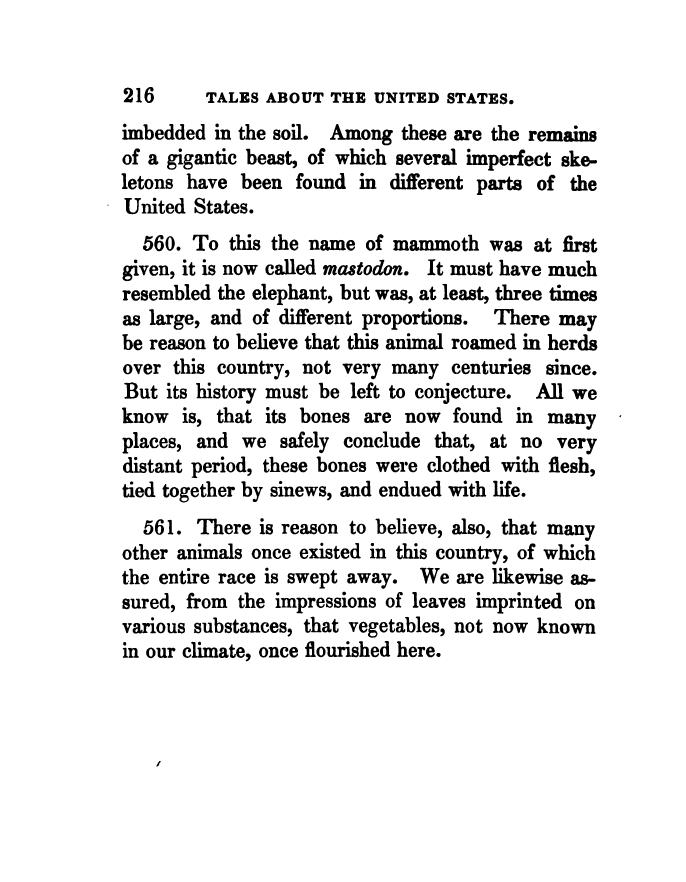 216 TALES ABOUT THE UNITED STATES.
imbedded in the soil. Among these are the remains
of a gigantic beast, of which several imperfect ske-
letons have been found in different parts of the
United States.
560. To this the name of mammoth was at first
given, it is now called mastodon. It must have much
resembled the elephant, but was, at least, three times
as large, and of different proportions. There may
be reason to believe that this animal roamed in herds
over this country, not very many centuries since.
But its history must be left to conjecture. All we
know is, that its bones are now found in many
places, and we safely conclude that, at no very
distant period, these bones were clothed with flesh,
tied together by sinews, and endued with life.
561. There is reason to believe, also, that many
other animals once existed in this country, of which
the entire race is swept away. We are likewise as-
sured, from the impressions of leaves imprinted on
various substances, that vegetables, not now known
in our climate, once flourished here.